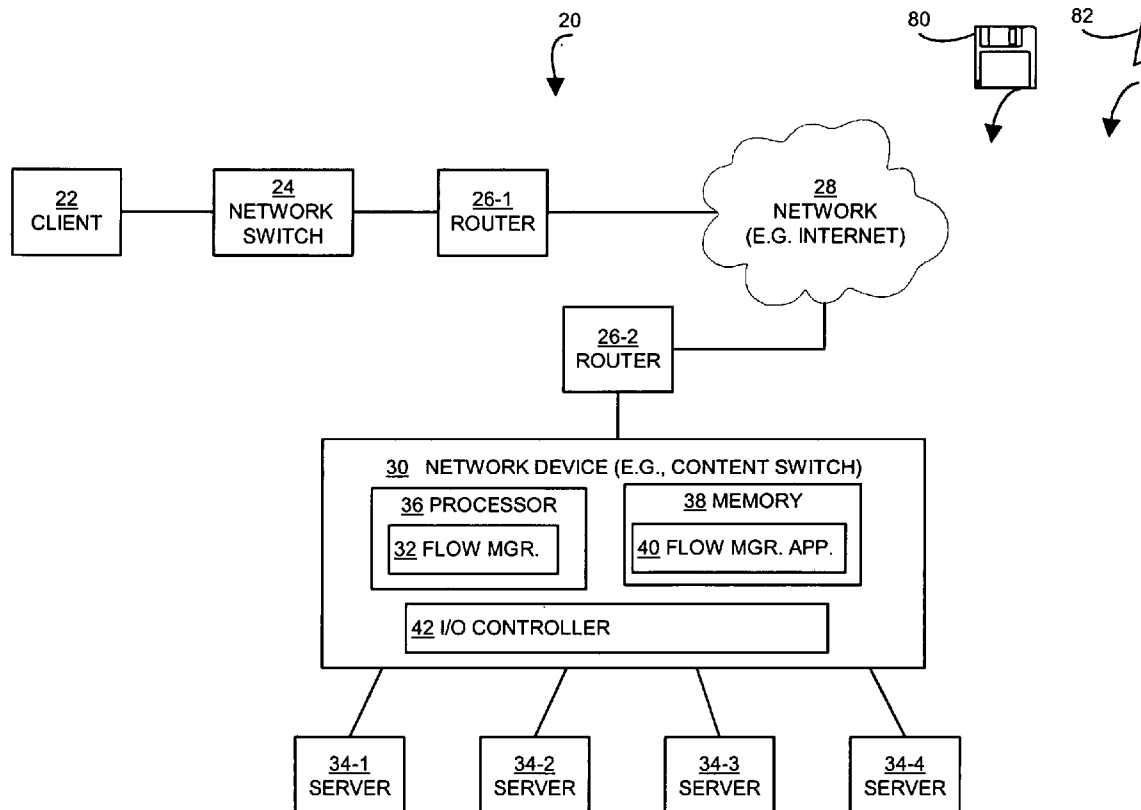 20
80
82
22
CLIENT
24
NETWORK
SWITCH
26-1
ROUTER
28
NETWORK
(E.G. INTERNET)
26-2
ROUTER
30 NETWORK DEVICE (E.G., CONTENT SWITCH)
36 PROCESSOR
32 FLOW MGR.
38 MEMORY
40 FLOW MGR. APP.
42 I/O CONTROLLER
34-1
SERVER
34-2
SERVER
34-3
SERVER
34-4
SERVER